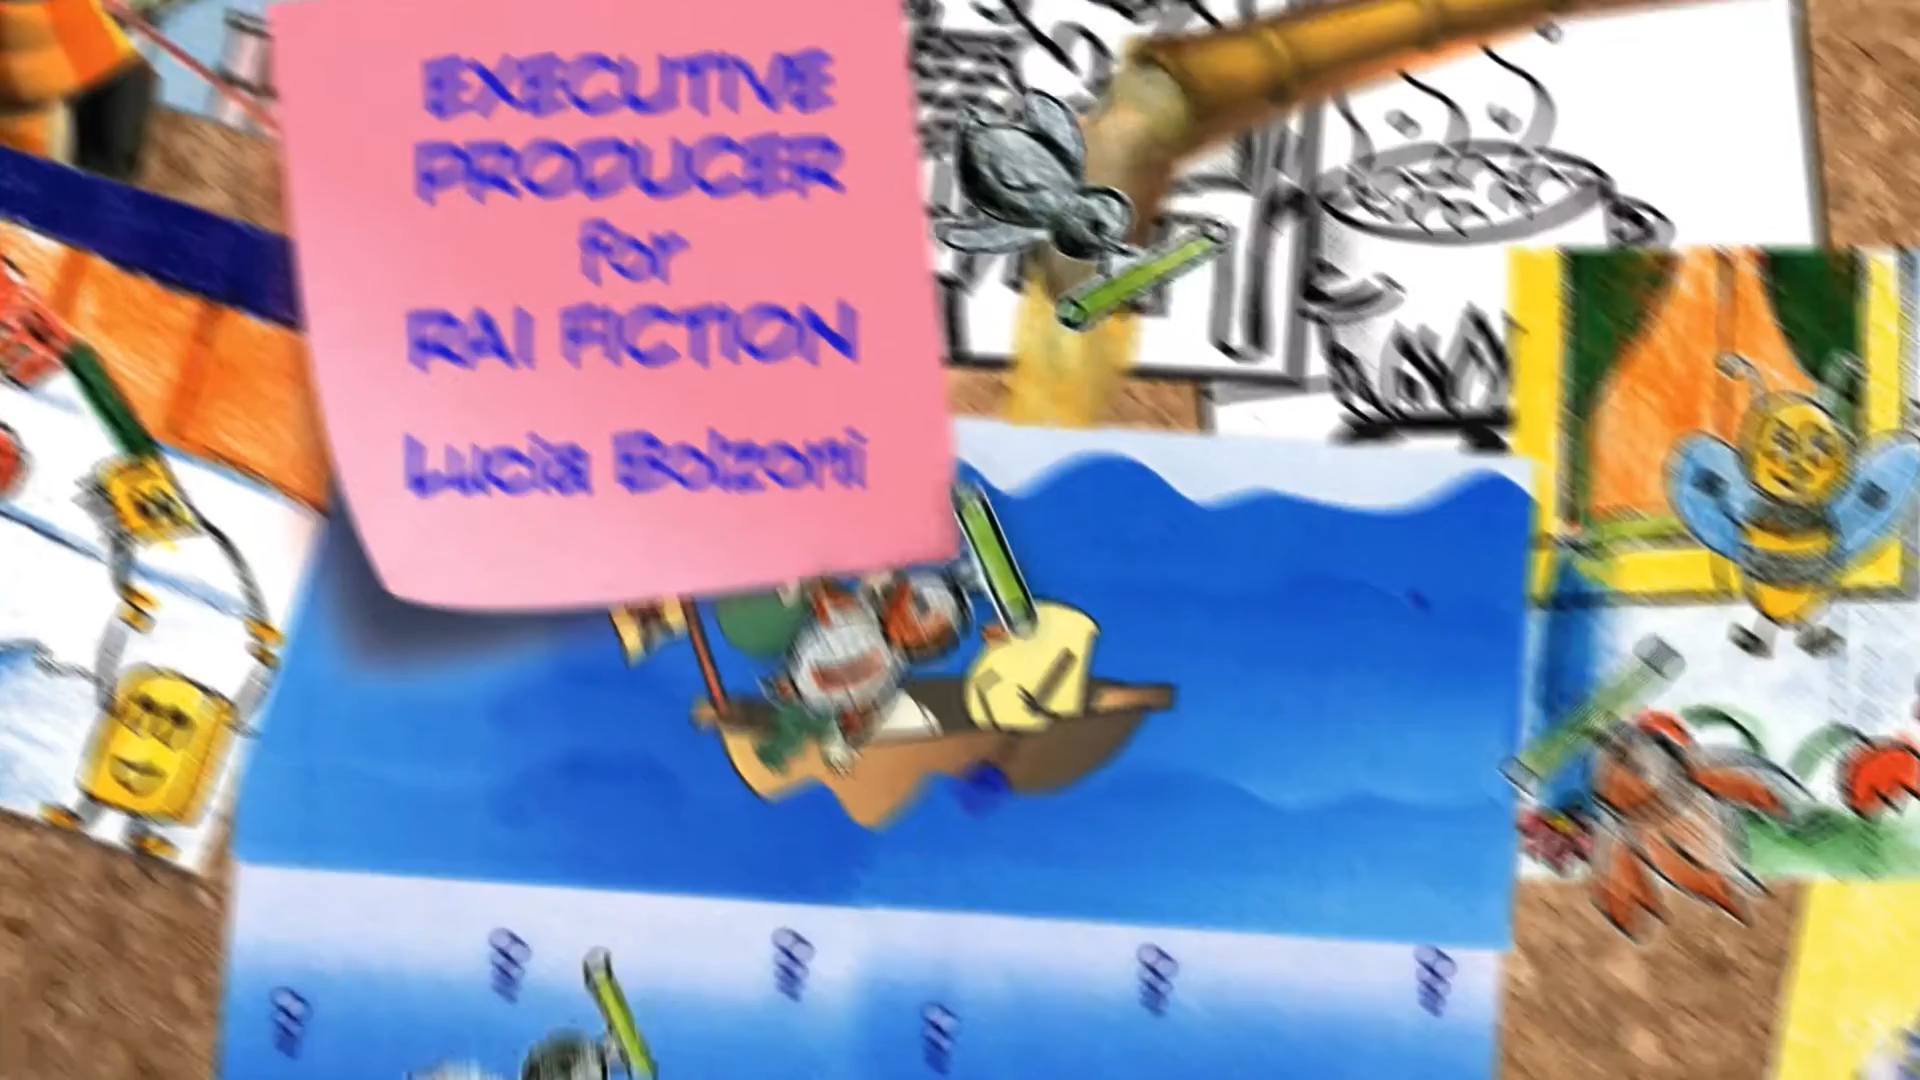 EXECUTIVE
PRODUCER
for
RAI FICTION
Lucia Bolzoni